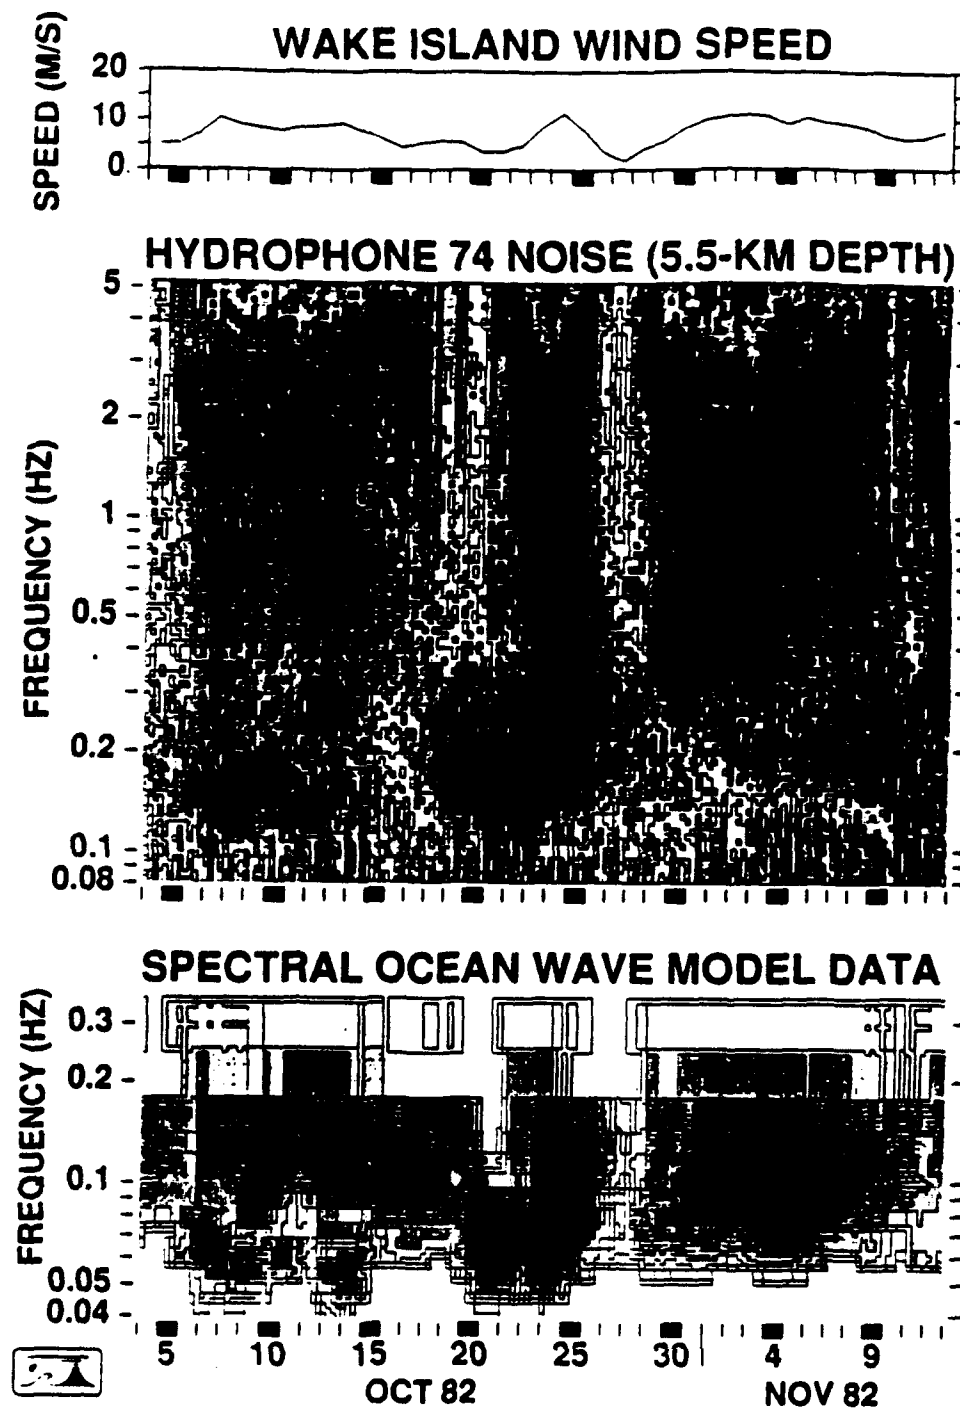 WAKE ISLAND WIND SPEED
SPEED (M/S)
20
10
0
HYDROPHONE 74 NOISE (5.5-KM DEPTH)
FREQUENCY (HZ)
5
2
1
0.5
0.2
0.1
0.08
SPECTRAL OCEAN WAVE MODEL DATA
FREQUENCY (HZ)
0.3
0.2
0.1
0.05
0.04
5 10 15 20 25 30 4 9
OCT 82 NOV 82